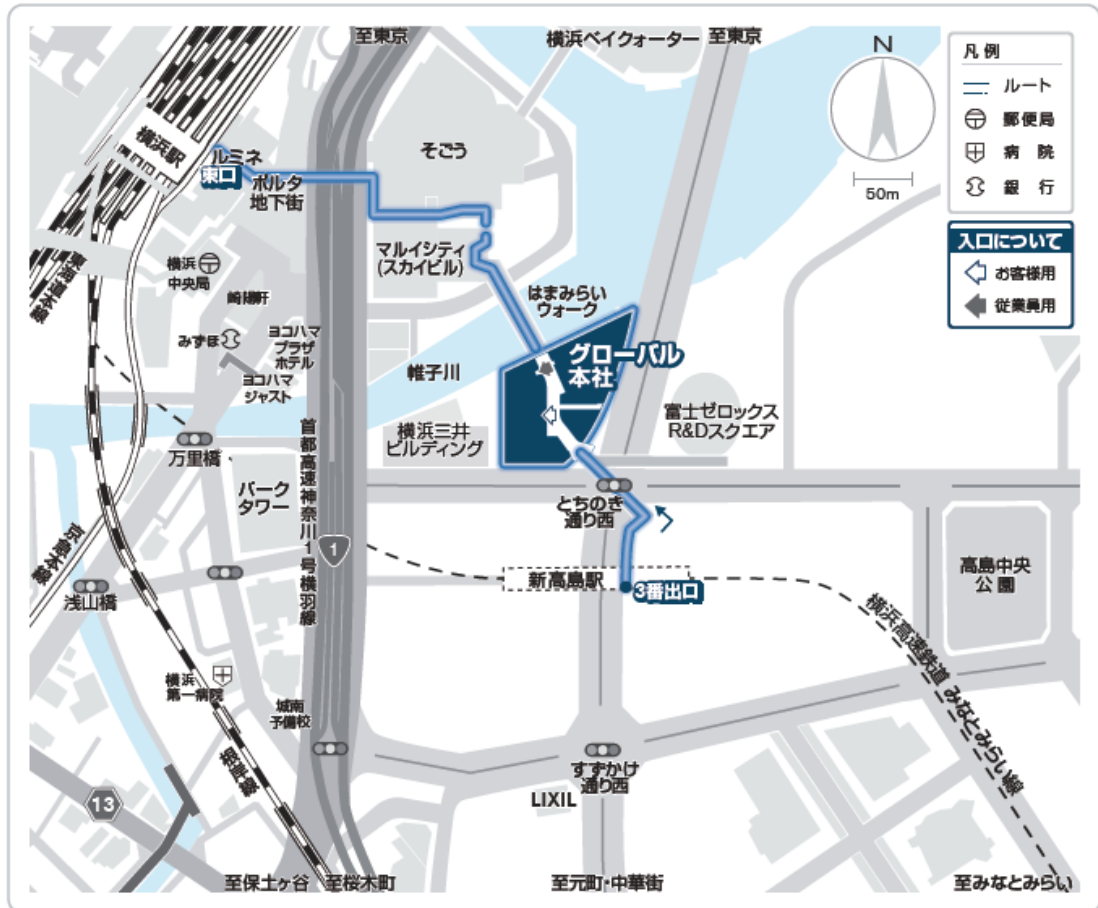 至東京
横浜ベイクォーター
至東京
N
50m
凡例
ルート
郵便局
病院
銀行
入口について
お客様用
従業員用
横浜駅
ルミネ
東口
ポルタ
地下街
そごう
マルイシティ
(スカイビル)
はまみらい
ウォーク
横浜
中央局
崎陽軒
みずほ
ヨコハマ
プラザ
ホテル
ヨコハマ
ジャスト
東海道本線
帷子川
グローバル
本社
横浜三井
ビルディング
富士ゼロックス
R&Dスクエア
万里橋
パーク
タワー
首都高速神奈川1号横羽線
1
とちのき
通り西
京急本線
浅山橋
新高島駅
3番出口
高島中央
公園
横浜高速鉄道 みなとみらい線
横浜
第一病院
城南
予備校
根岸線
13
すずかけ
通り西
LIXIL
至保土ヶ谷
至桜木町
至元町・中華街
至みなとみらい